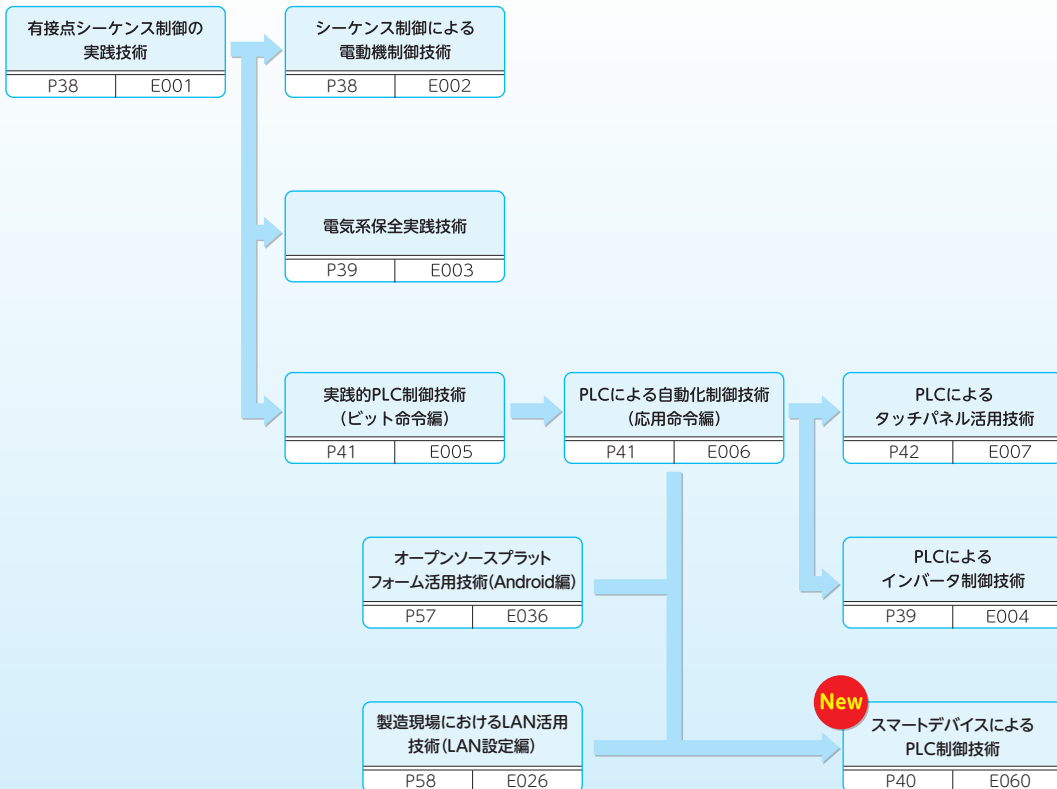 有接点シーケンス制御の
実践技術
P38 E001
シーケンス制御による
電動機制御技術
P38 E002
電気系保全実践技術
P39 E003
実践的PLC制御技術
（ビット命令編）
P41 E005
PLCによる自動化制御技術
（応用命令編）
P41 E006
PLCによる
タッチパネル活用技術
P42 E007
オープンソースプラット
フォーム活用技術(Android編)
P57 E036
PLCによる
インバータ制御技術
P39 E004
製造現場におけるLAN活用
技術（LAN設定編）
P58 E026
New
スマートデバイスによる
PLC制御技術
P40 E060